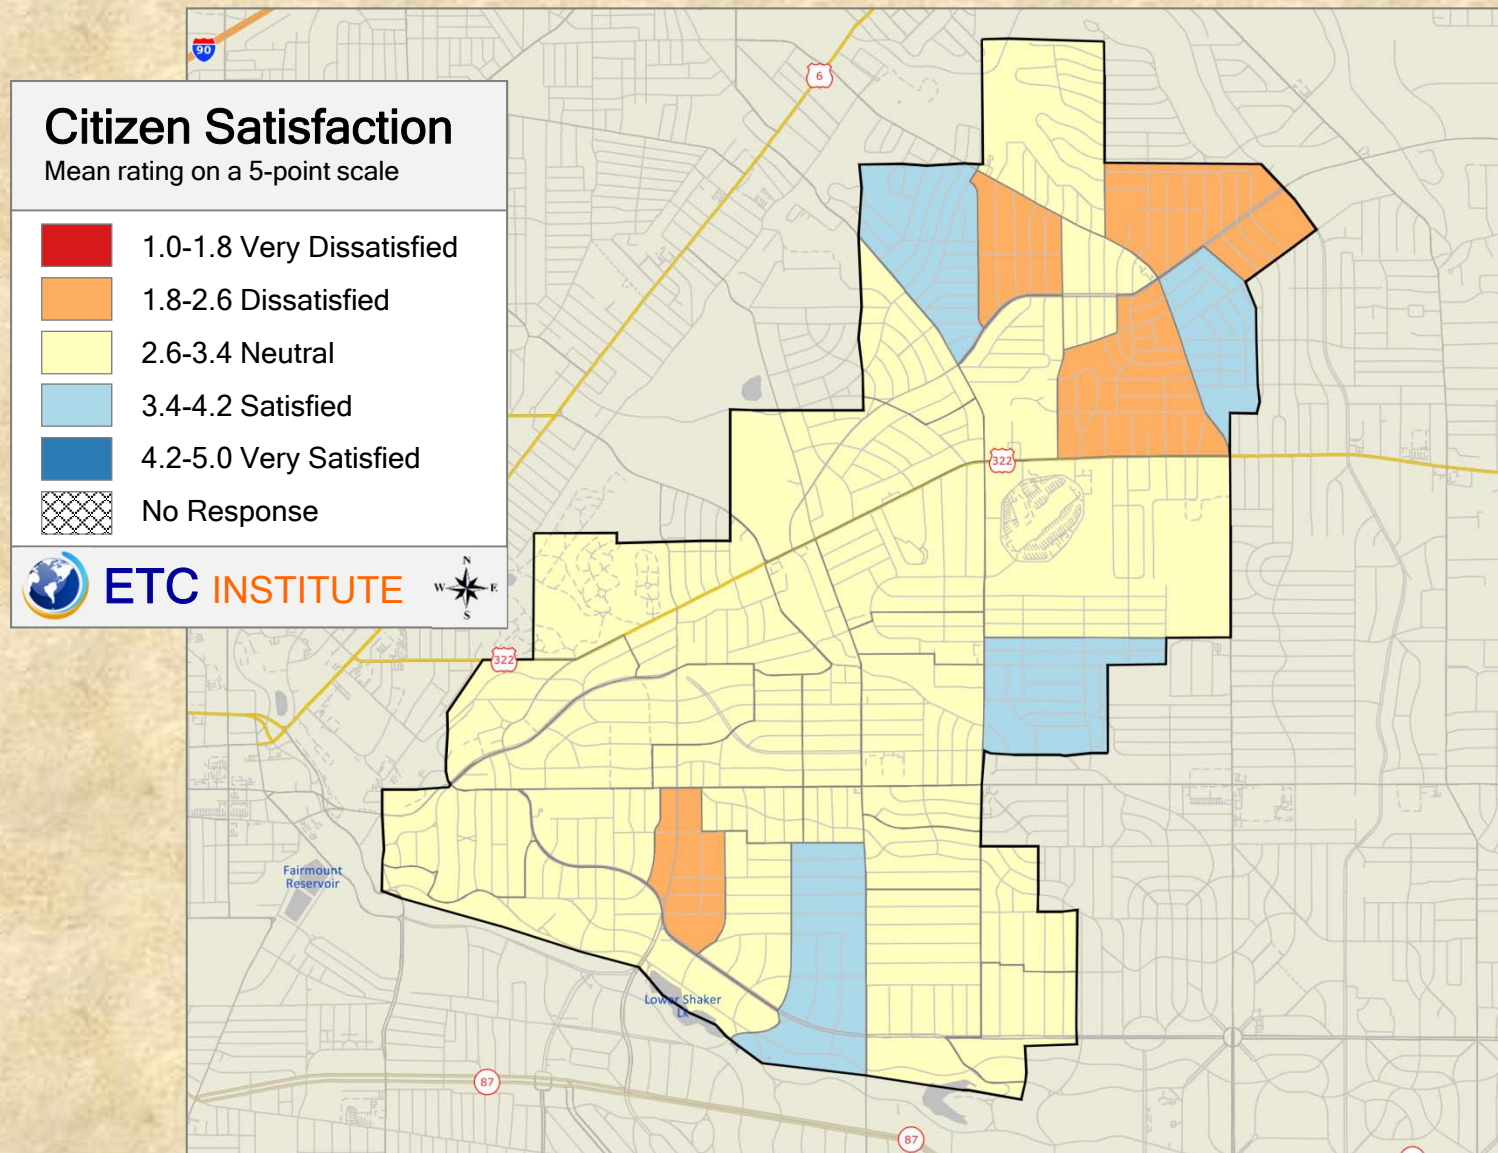 90
6
Citizen Satisfaction
Mean rating on a 5-point scale
1.0-1.8 Very Dissatisfied
1.8-2.6 Dissatisfied
2.6-3.4 Neutral
3.4-4.2 Satisfied
4.2-5.0 Very Satisfied
No Response
ETC INSTITUTE
N
W E
S
322
322
Fairmount
Reservoir
Lower Shaker
Lk
87
87